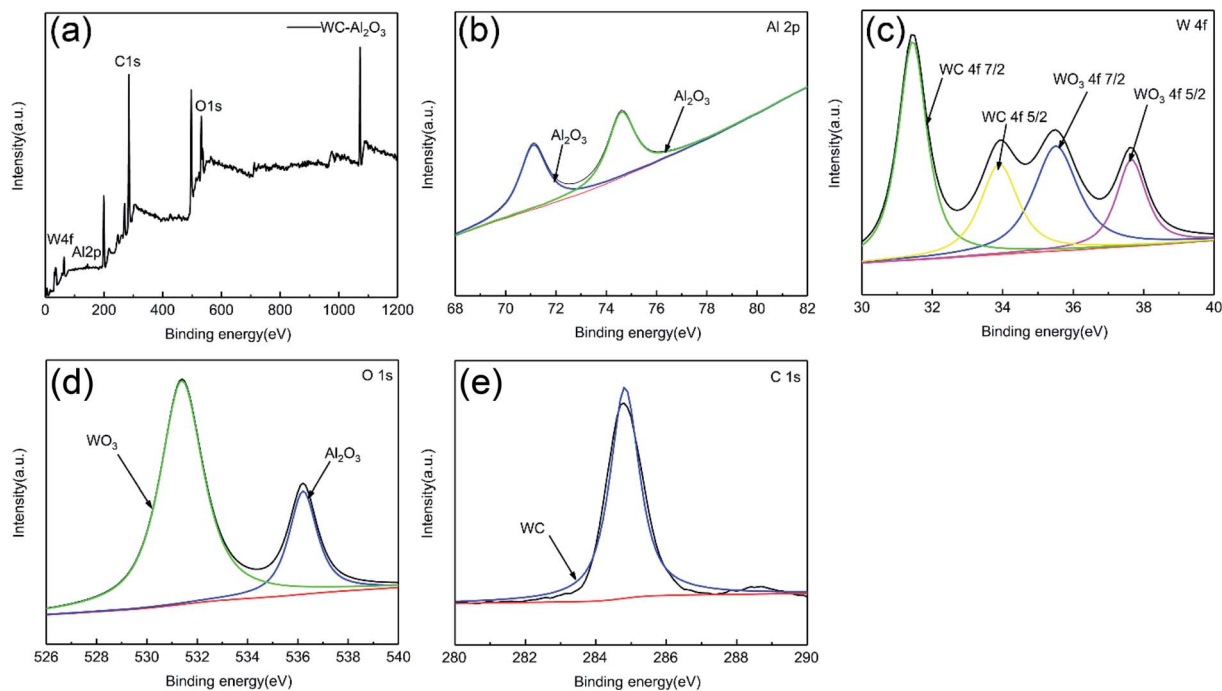 (a)
WC-Al₂O₃
C1s
O1s
W4f
Al2p
Intensity(a.u.)
0 200 400 600 800 1000 1200
Binding energy(eV)
(b)
Al 2p
Al₂O₃
Al₂O₃
Intensity(a.u.)
68 70 72 74 76 78 80 82
Binding energy(eV)
(c)
W 4f
WC 4f 7/2
WO₃ 4f 7/2
WC 4f 5/2
WO₃ 4f 5/2
Intensity(a.u.)
30 32 34 36 38 40
Binding energy(eV)
(d)
O 1s
WO₃
Al₂O₃
Intensity(a.u.)
526 528 530 532 534 536 538 540
Binding energy(eV)
(e)
C 1s
WC
Intensity(a.u.)
280 282 284 286 288 290
Binding energy(eV)